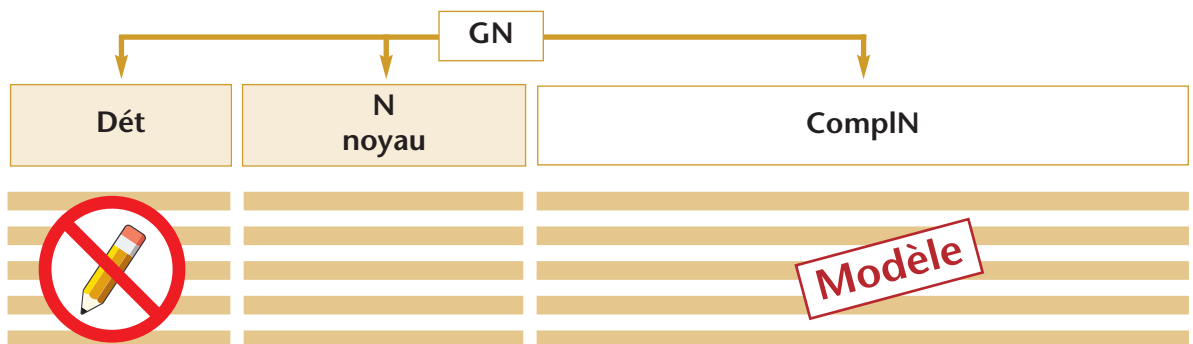 GN
Dét
N
noyau
ComplN
Modèle